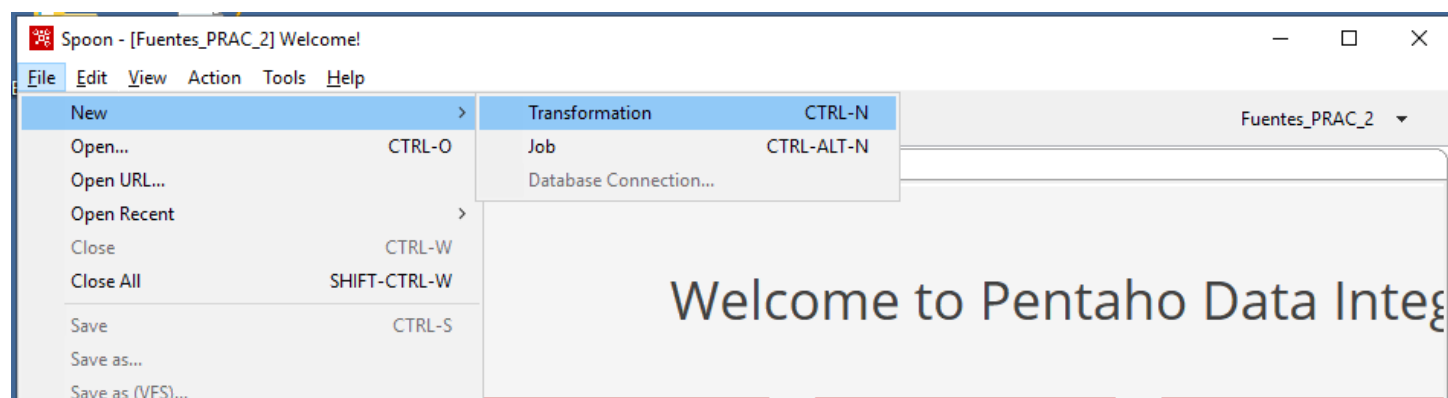 Spoon - [Fuentes_PRAC_2] Welcome!
File Edit View Action Tools Help
New > Transformation CTRL-N Fuentes_PRAC_2
Open... CTRL-O Job CTRL-ALT-N
Open URL... Database Connection...
Open Recent >
Close CTRL-W
Close All SHIFT-CTRL-W
Welcome to Pentaho Data Integ
Save CTRL-S
Save as...
Save as (VFS)...